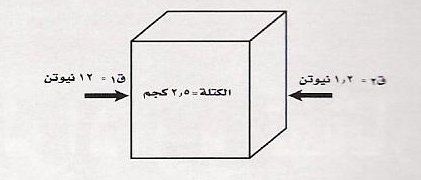 ق٢ = ١٫٢ نيوتن
الكتلة = ٢٫٥ كجم
ق١ = ١٢ نيوتن